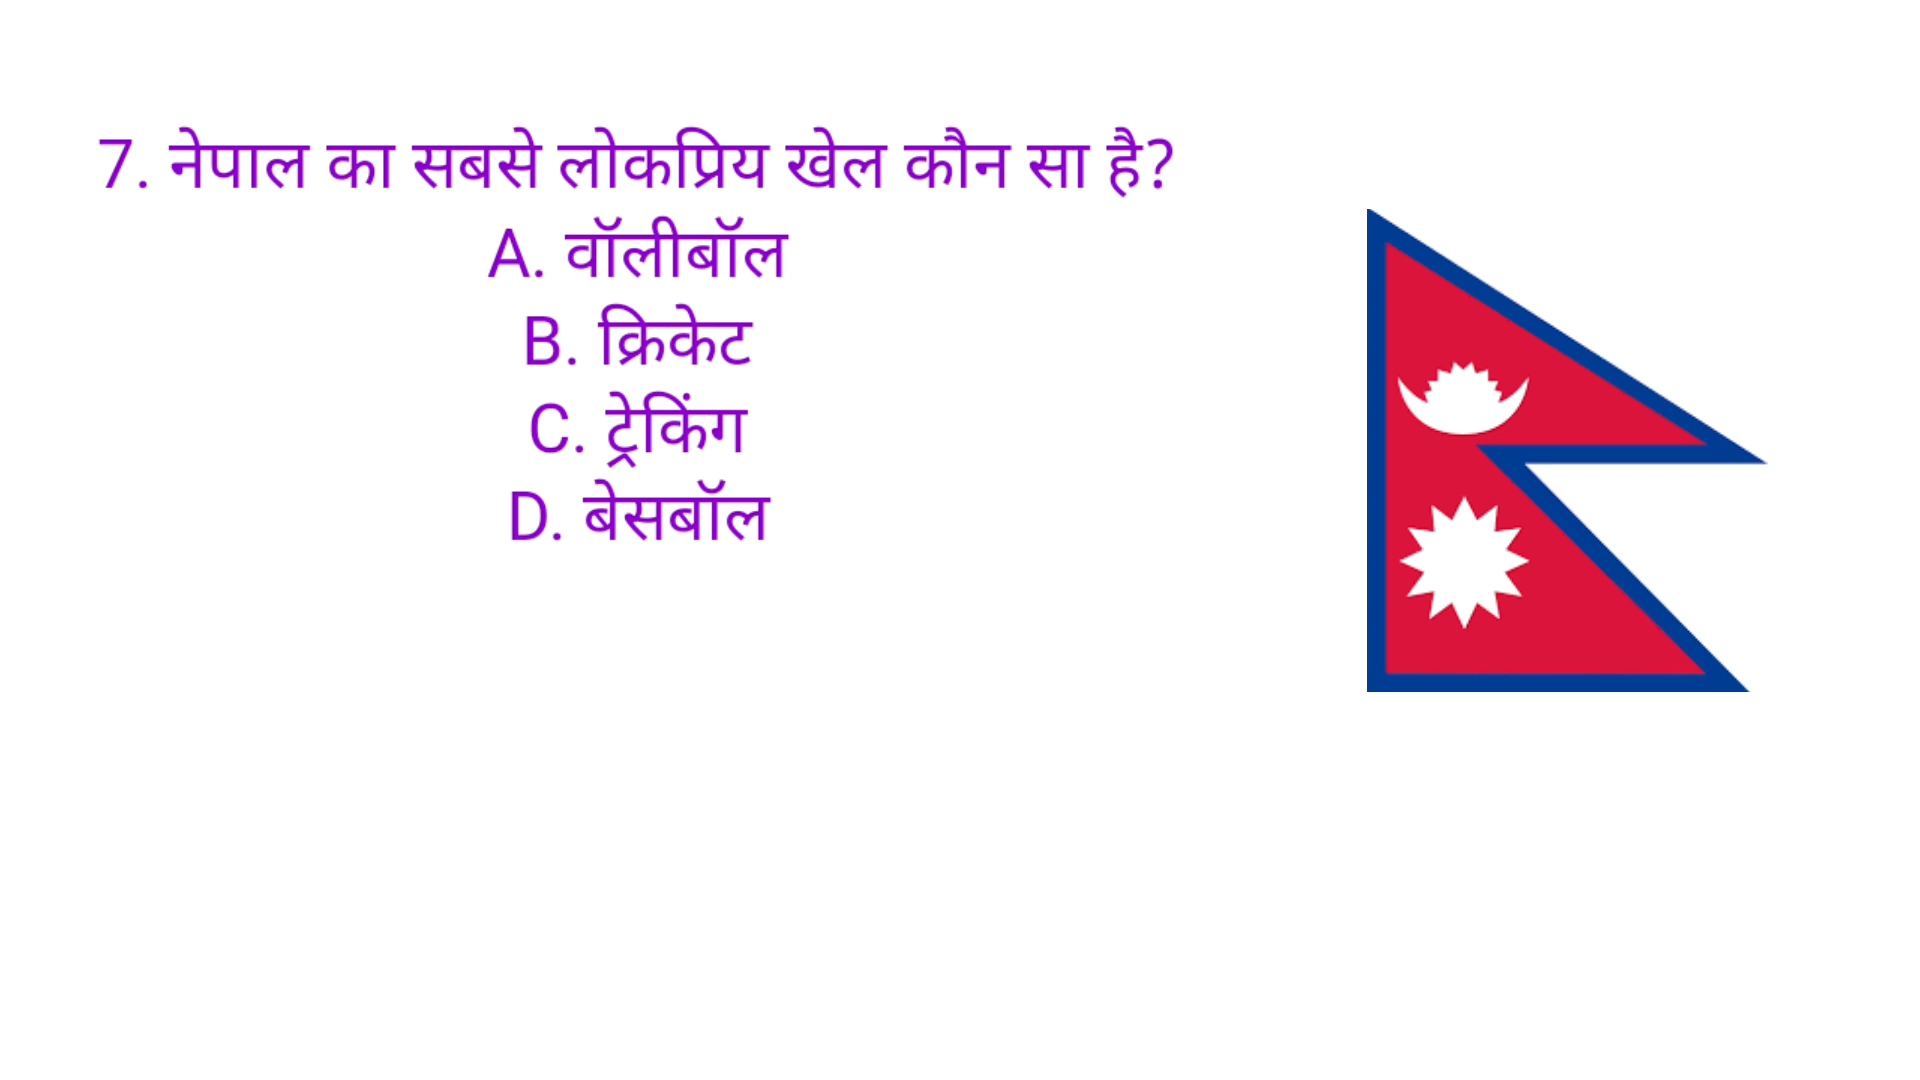 7. नेपाल का सबसे लोकप्रिय खेल कौन सा है?
A. वॉलीबॉल
B. क्रिकेट
C. ट्रेकिंग
D. बेसबॉल